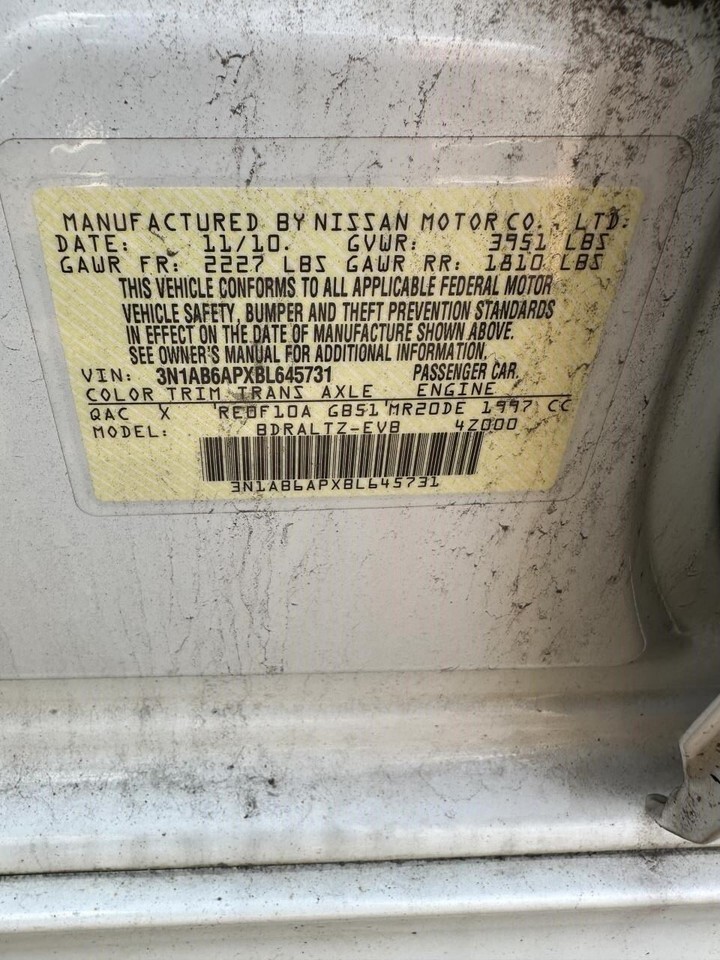 MANUFACTURED BY NISSAN MOTOR CO., LTD.
DATE: 11/10. GVWR: 3951 LBS
GAWR FR: 2227 LBS GAWR RR: 1810 LBS
THIS VEHICLE CONFORMS TO ALL APPLICABLE FEDERAL MOTOR
VEHICLE SAFETY, BUMPER AND THEFT PREVENTION STANDARDS
IN EFFECT ON THE DATE OF MANUFACTURE SHOWN ABOVE.
SEE OWNER'S MANUAL FOR ADDITIONAL INFORMATION.
VIN: 3N1AB6APXBL645731 PASSENGER CAR.
COLOR TRIM TRANS AXLE ENGINE
QAC X RE0F10A GB51 MR20DE 1997 CC
MODEL: BDRALTZ-EVB 4Z000
3N1AB6APXBL645731